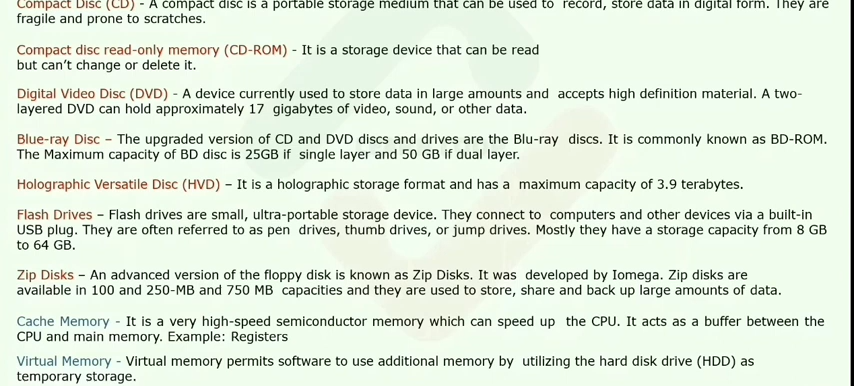 Compact Disc (CD) - A compact disc is a portable storage medium that can be used to record, store data in digital form. They are
fragile and prone to scratches.
Compact disc read-only memory (CD-ROM) - It is a storage device that can be read
but can't change or delete it.
Digital Video Disc (DVD) - A device currently used to store data in large amounts and accepts high definition material. A two-
layered DVD can hold approximately 17 gigabytes of video, sound, or other data.
Blue-ray Disc – The upgraded version of CD and DVD discs and drives are the Blu-ray discs. It is commonly known as BD-ROM.
The Maximum capacity of BD disc is 25GB if single layer and 50 GB if dual layer.
Holographic Versatile Disc (HVD) – It is a holographic storage format and has a maximum capacity of 3.9 terabytes.
Flash Drives – Flash drives are small, ultra-portable storage device. They connect to computers and other devices via a built-in
USB plug. They are often referred to as pen drives, thumb drives, or jump drives. Mostly they have a storage capacity from 8 GB
to 64 GB.
Zip Disks – An advanced version of the floppy disk is known as Zip Disks. It was developed by Iomega. Zip disks are
available in 100 and 250-MB and 750 MB capacities and they are used to store, share and back up large amounts of data.
Cache Memory - It is a very high-speed semiconductor memory which can speed up the CPU. It acts as a buffer between the
CPU and main memory. Example: Registers
Virtual Memory - Virtual memory permits software to use additional memory by utilizing the hard disk drive (HDD) as
temporary storage.